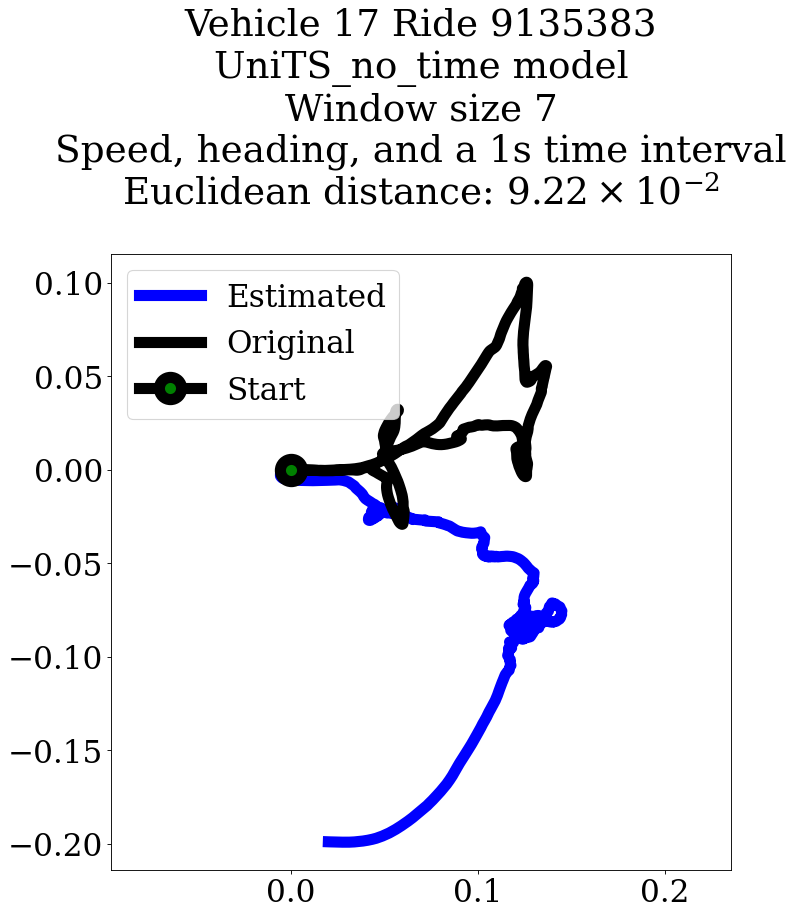 Vehicle 17 Ride 9135383
UniTS_no_time model
Window size 7
Speed, heading, and a 1s time interval
Euclidean distance: 9.22 × 10⁻²
Estimated
Original
Start
0.10
0.05
0.00
−0.05
−0.10
−0.15
−0.20
0.0 0.1 0.2